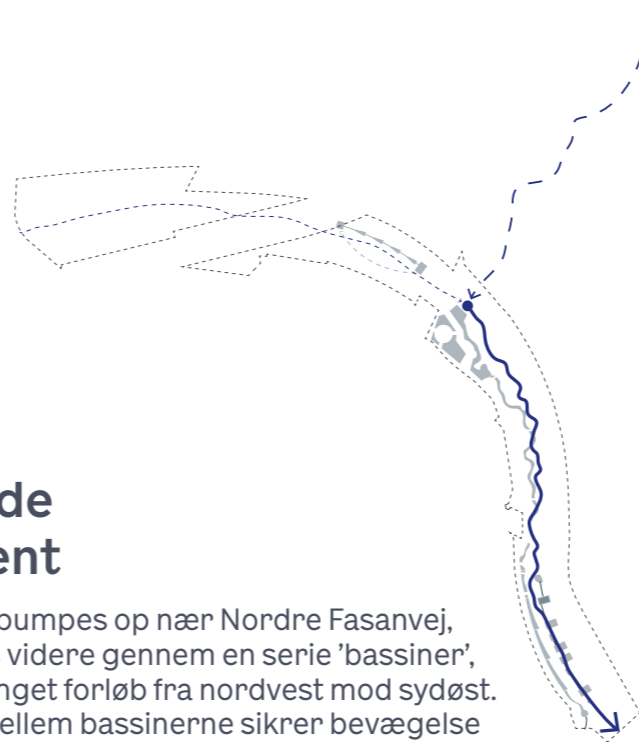 de
ent
pumpes op nær Nordre Fasanvej,
videre gennem en serie ’bassiner’,
nget forløb fra nordvest mod sydøst.
ellem bassinerne sikrer bevægelse